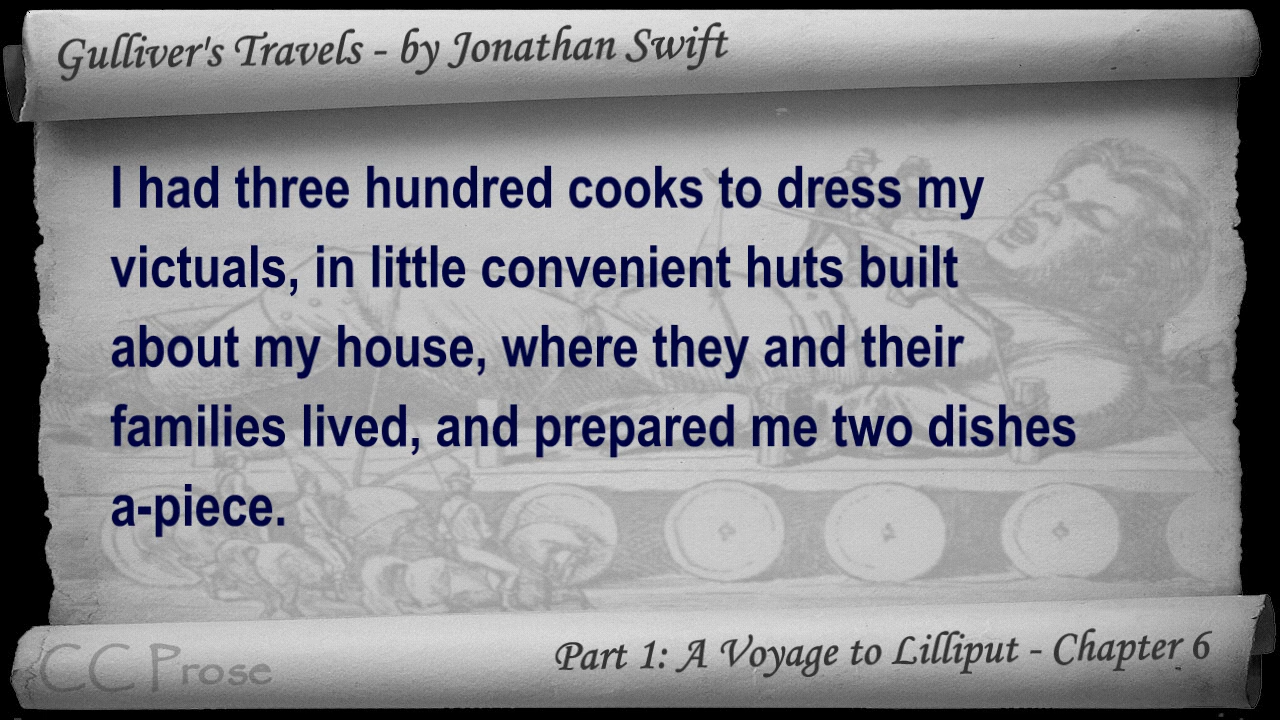 Gulliver's Travels - by Jonathan Swift
I had three hundred cooks to dress my
victuals, in little convenient huts built
about my house, where they and their
families lived, and prepared me two dishes
a-piece.
CC Prose
Part 1: A Voyage to Lilliput - Chapter 6